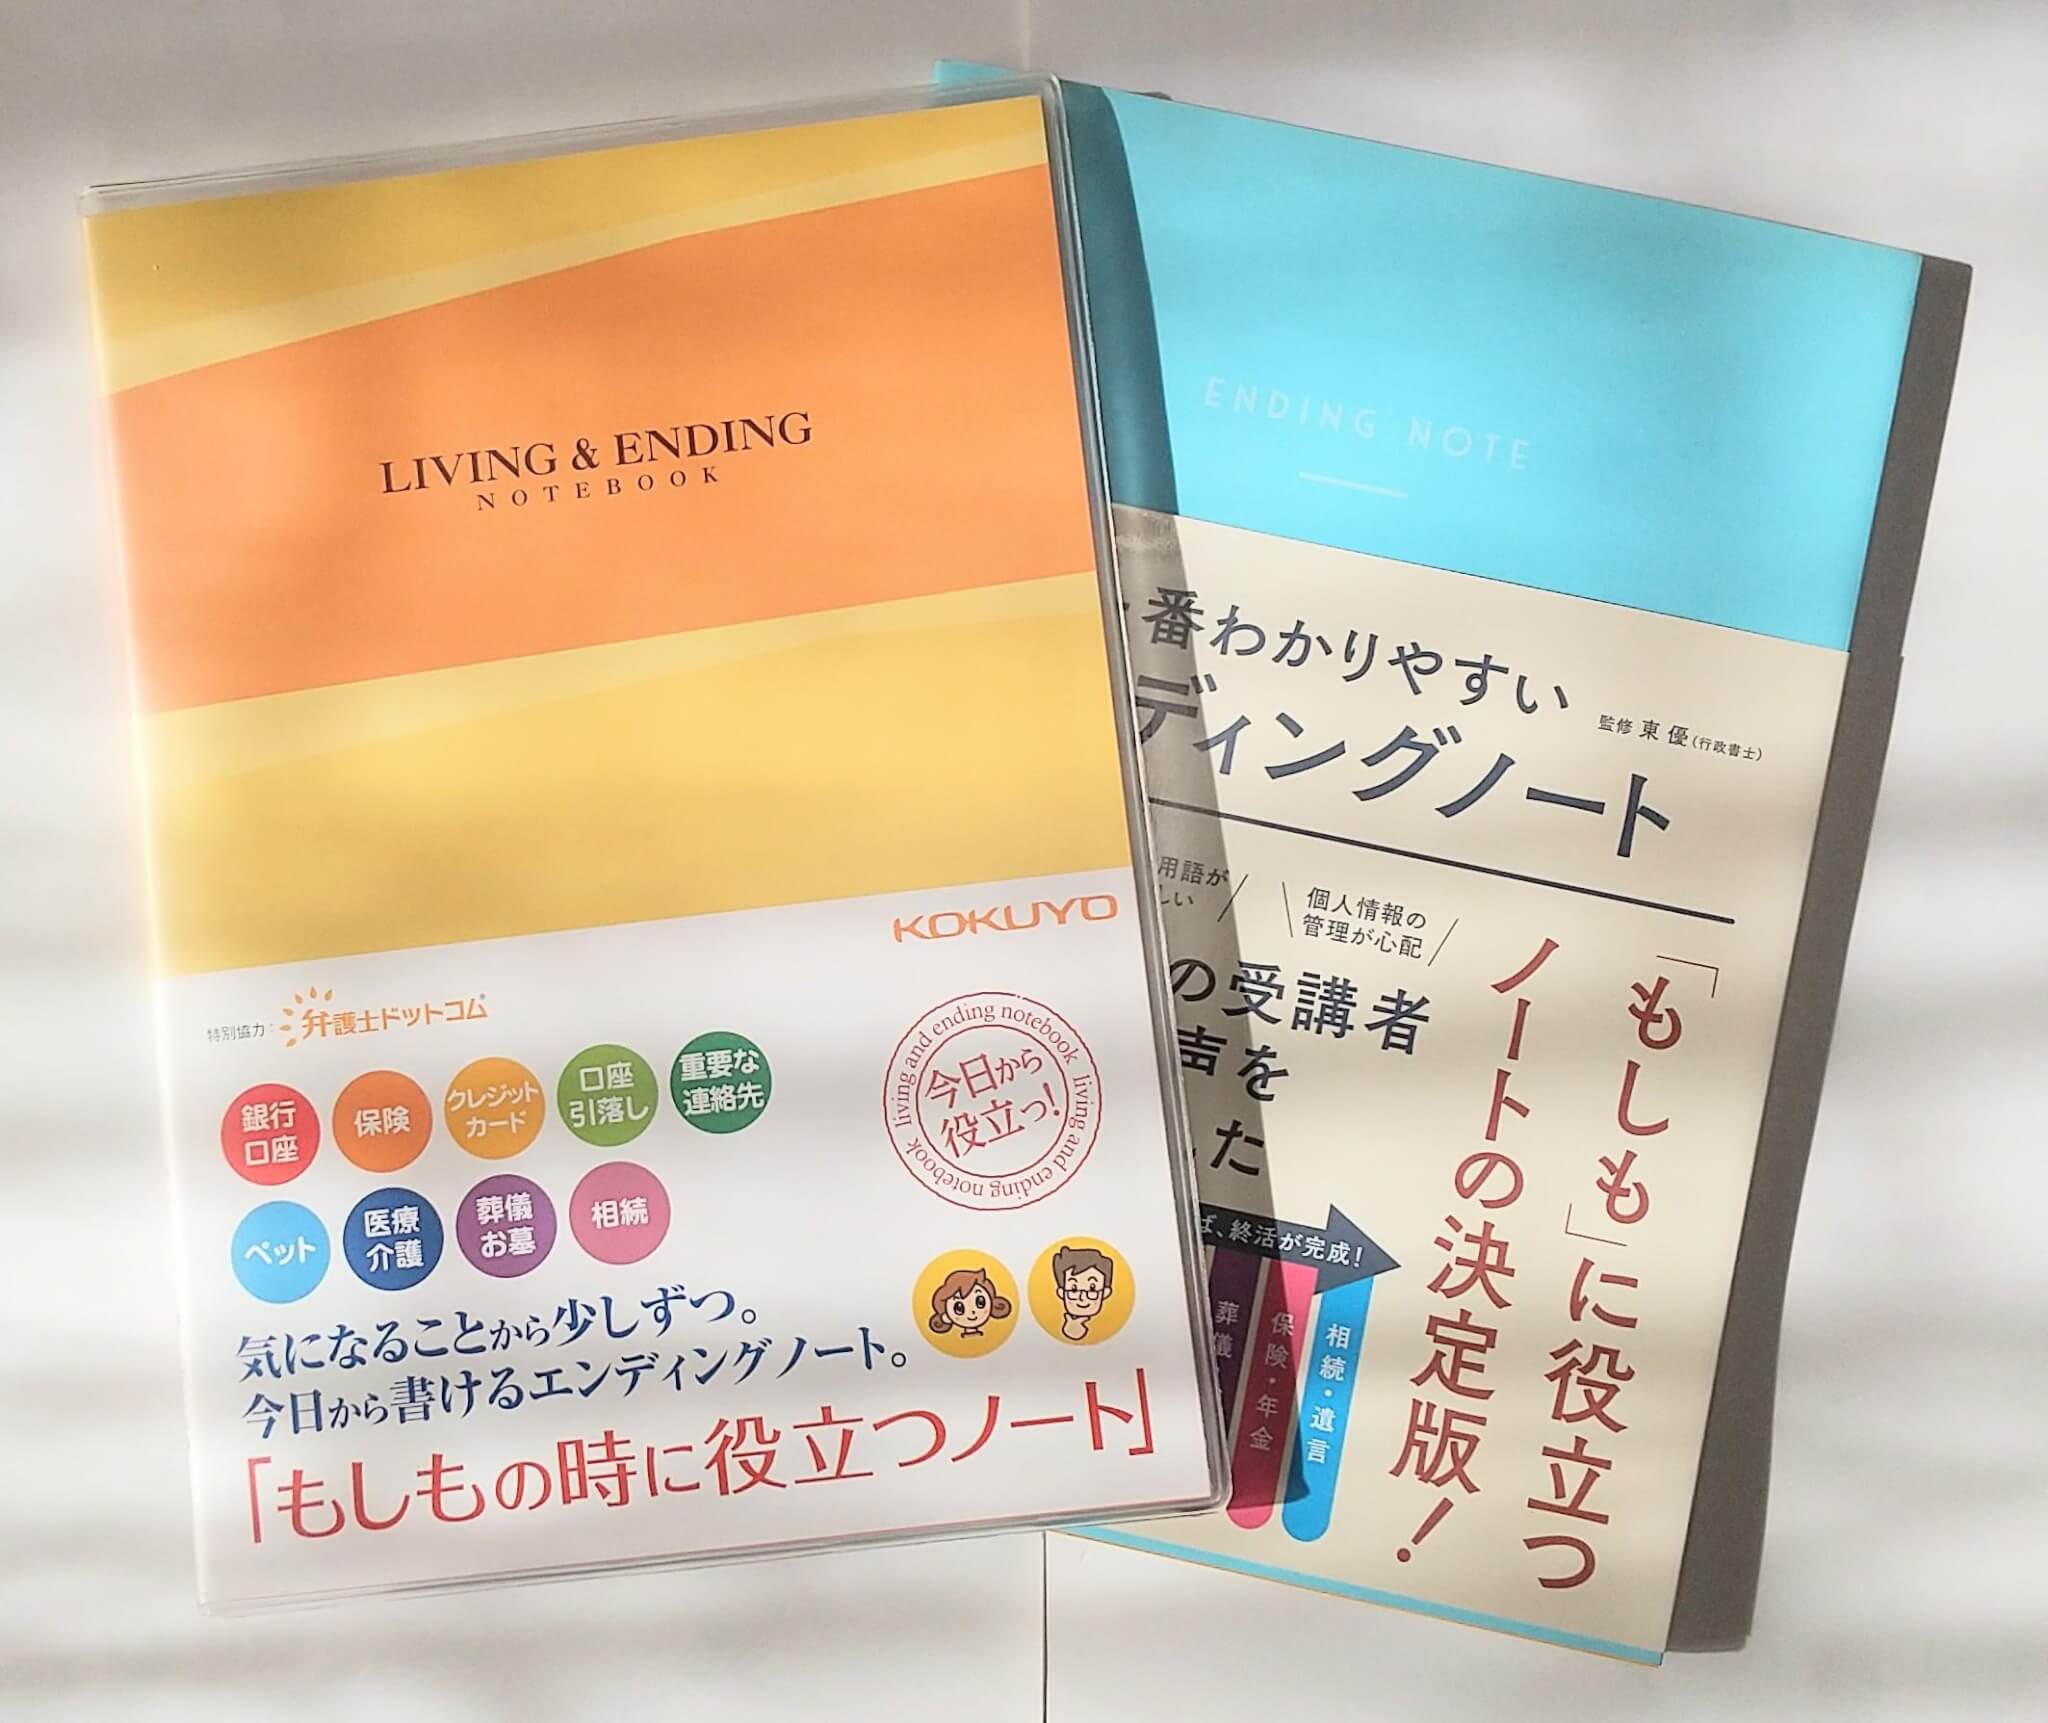 LIVING & ENDING
NOTEBOOK
KOKUYO
特別協力：弁護士ドットコム
銀行
口座
保険
クレジット
カード
口座
引落し
重要な
連絡先
ペット
医療
介護
葬儀
お墓
相続
living and ending notebook living and ending notebook
今日から
役立つ!
気になることから少しずつ。
今日から書けるエンディングノート。
「もしもの時に役立つノート」
ENDING NOTE
番わかりやすい
ディングノート
監修 東 優(行政書士)
用語が
しい
個人情報の
管理が心配
の受講者
声を
した
ば、終活が完成!
葬儀
保険・年金
相続・遺言
「もしも」に役立つ
ノートの決定版!